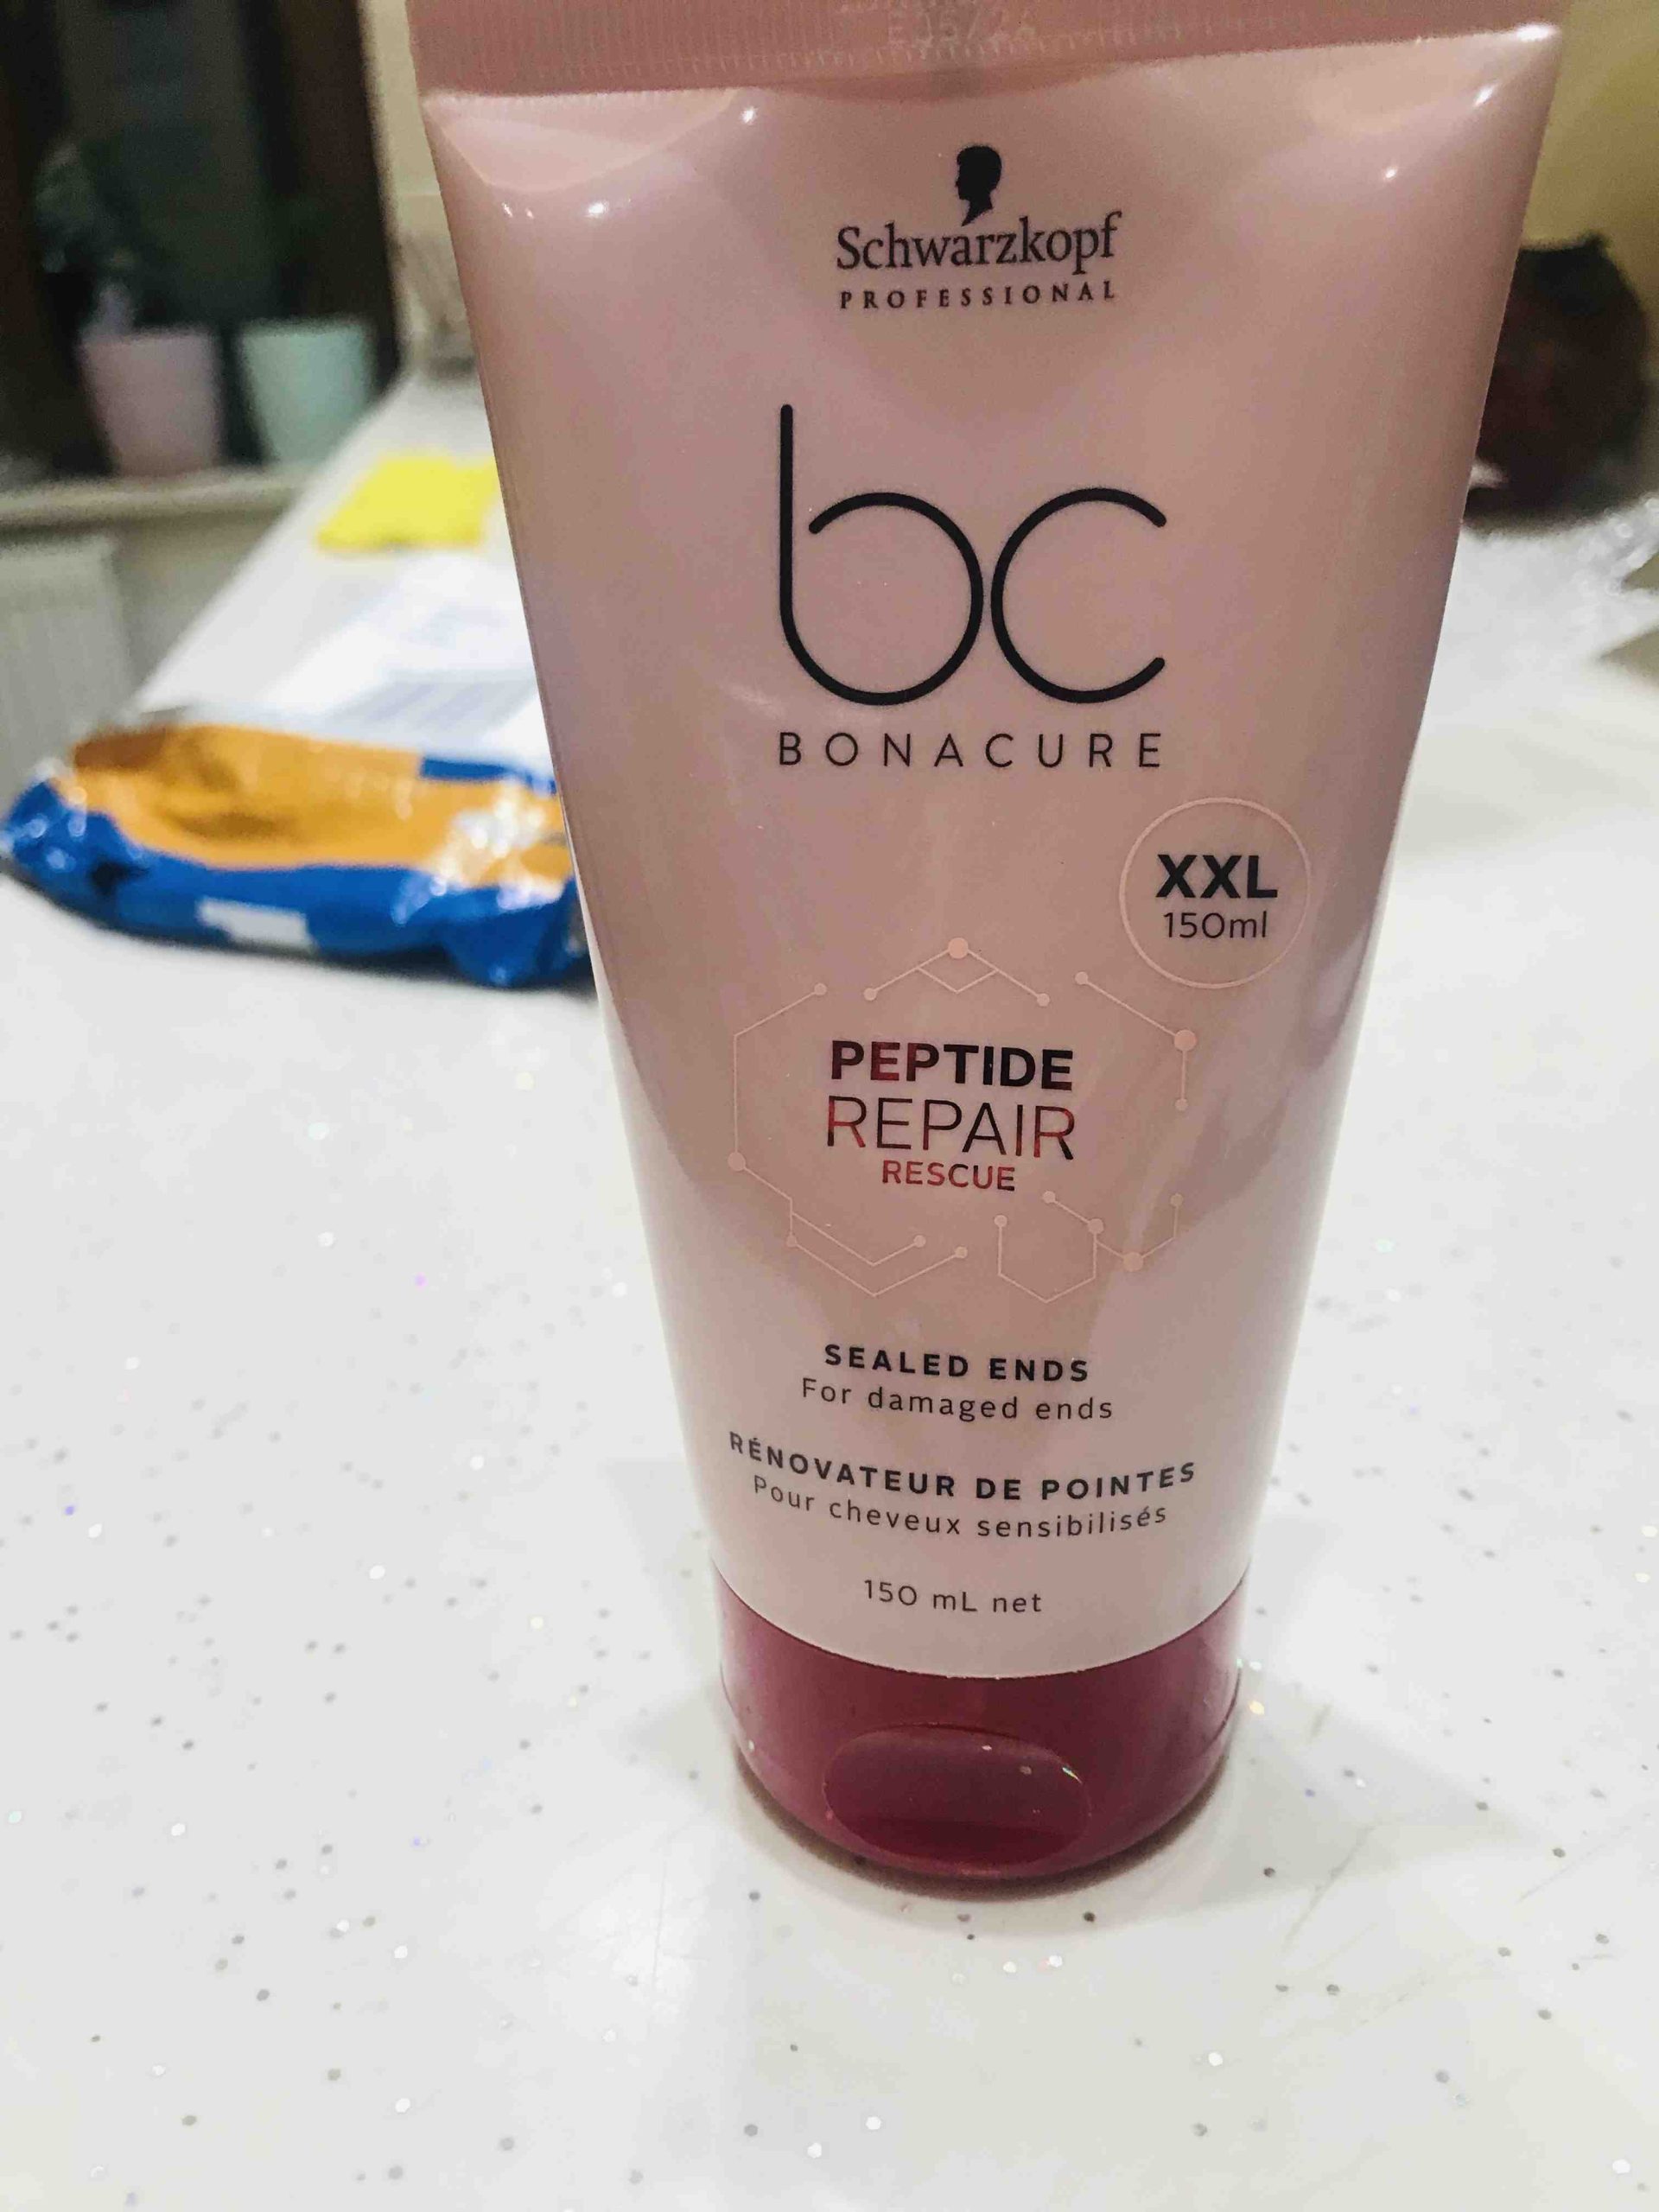 Schwarzkopf
PROFESSIONAL
bc
BONACURE
XXL
150ml
PEPTIDE
REPAIR
RESCUE
SEALED ENDS
For damaged ends
RÉNOVATEUR DE POINTES
Pour cheveux sensibilisés
150 mL net